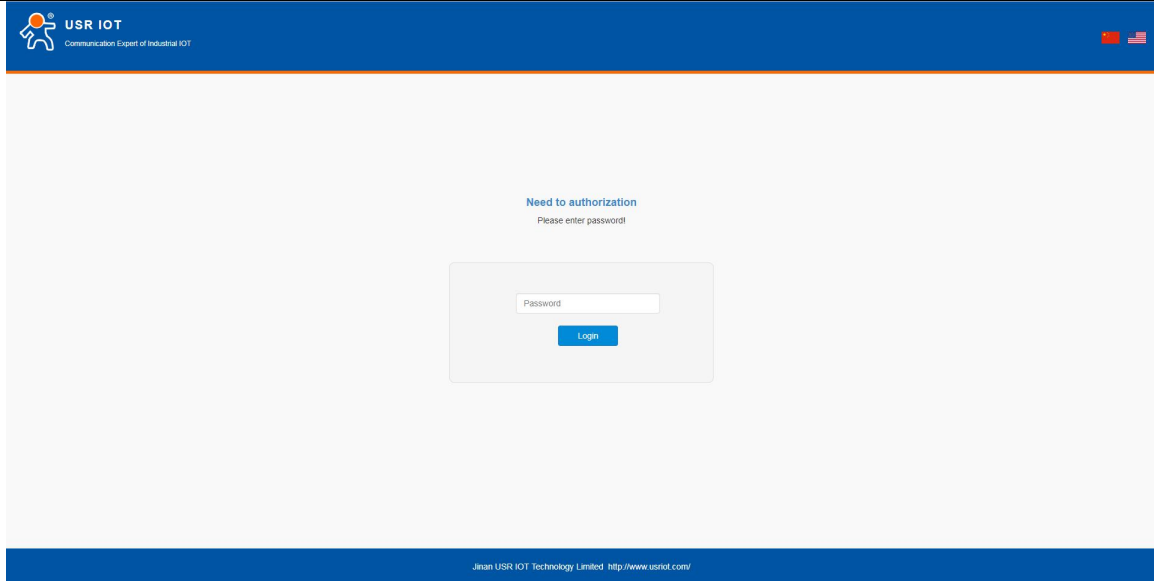 ®
USR IOT
Communication Expert of Industrial IOT
Need to authorization
Please enter password!
Password
Login
Jinan USR IOT Technology Limited http://www.usriot.com/